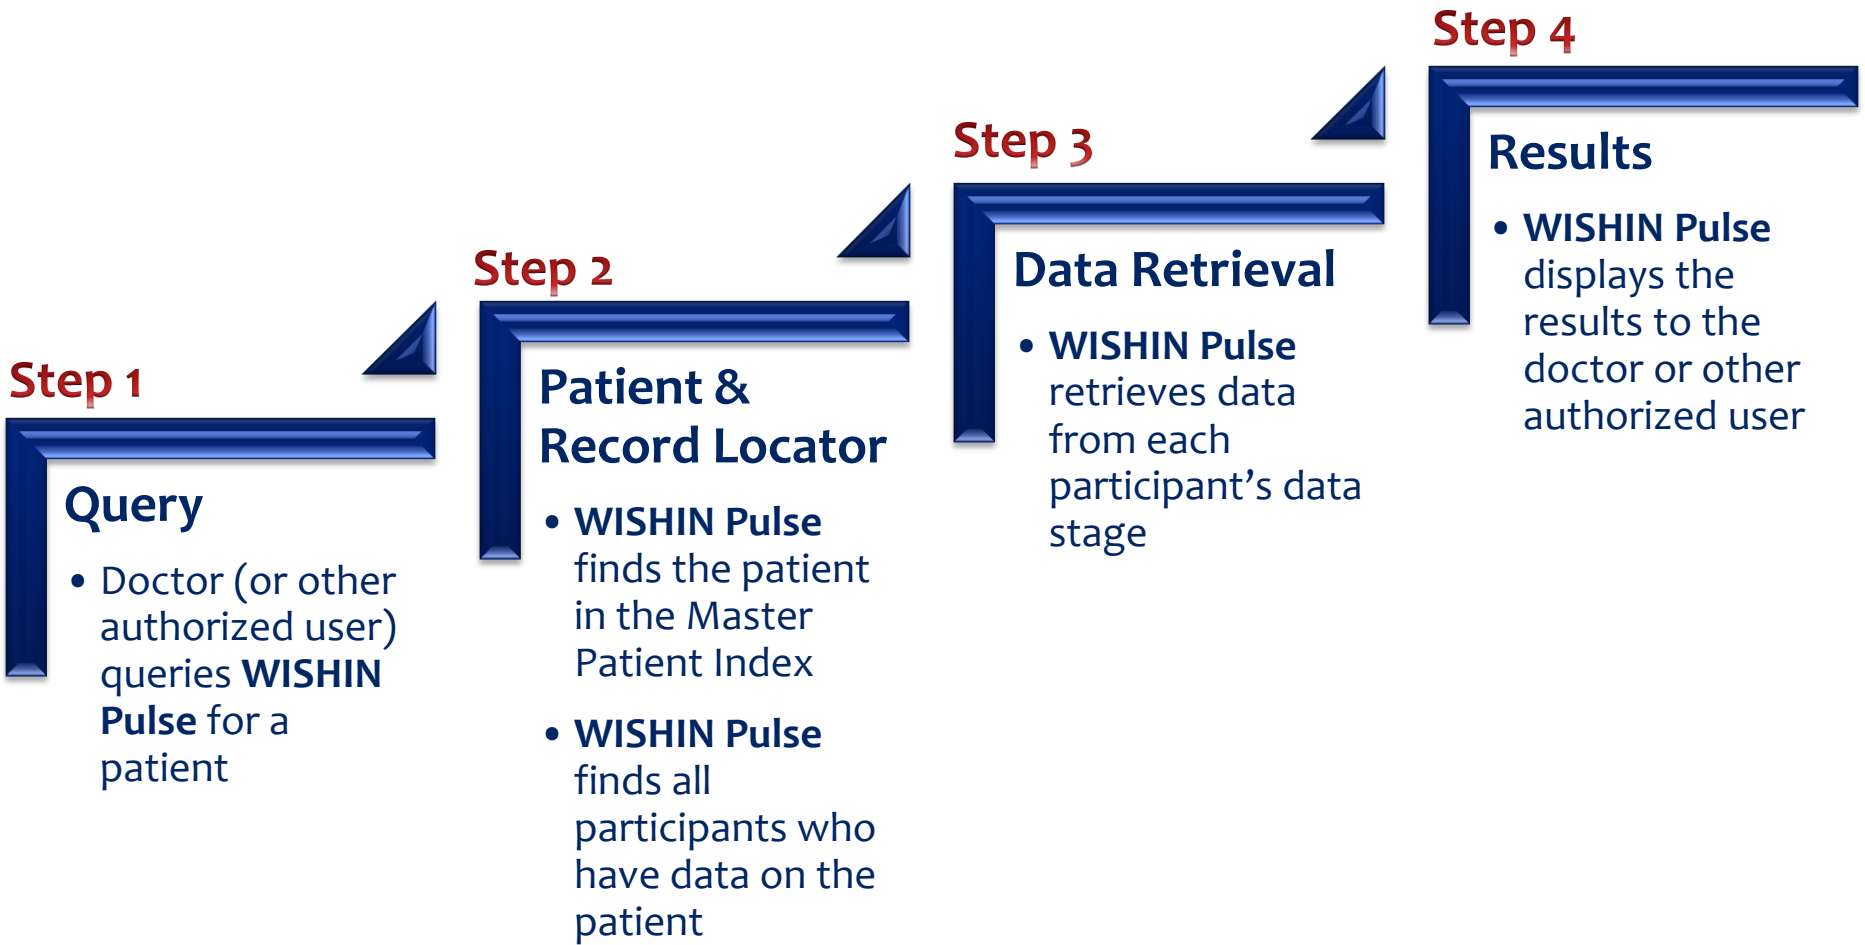 Step 1
Query
• Doctor (or other
authorized user)
queries WISHIN
Pulse for a
patient
Step 2
Patient &
Record Locator
• WISHIN Pulse
finds the patient
in the Master
Patient Index
• WISHIN Pulse
finds all
participants who
have data on the
patient
Step 3
Data Retrieval
• WISHIN Pulse
retrieves data
from each
participant’s data
stage
Step 4
Results
• WISHIN Pulse
displays the
results to the
doctor or other
authorized user